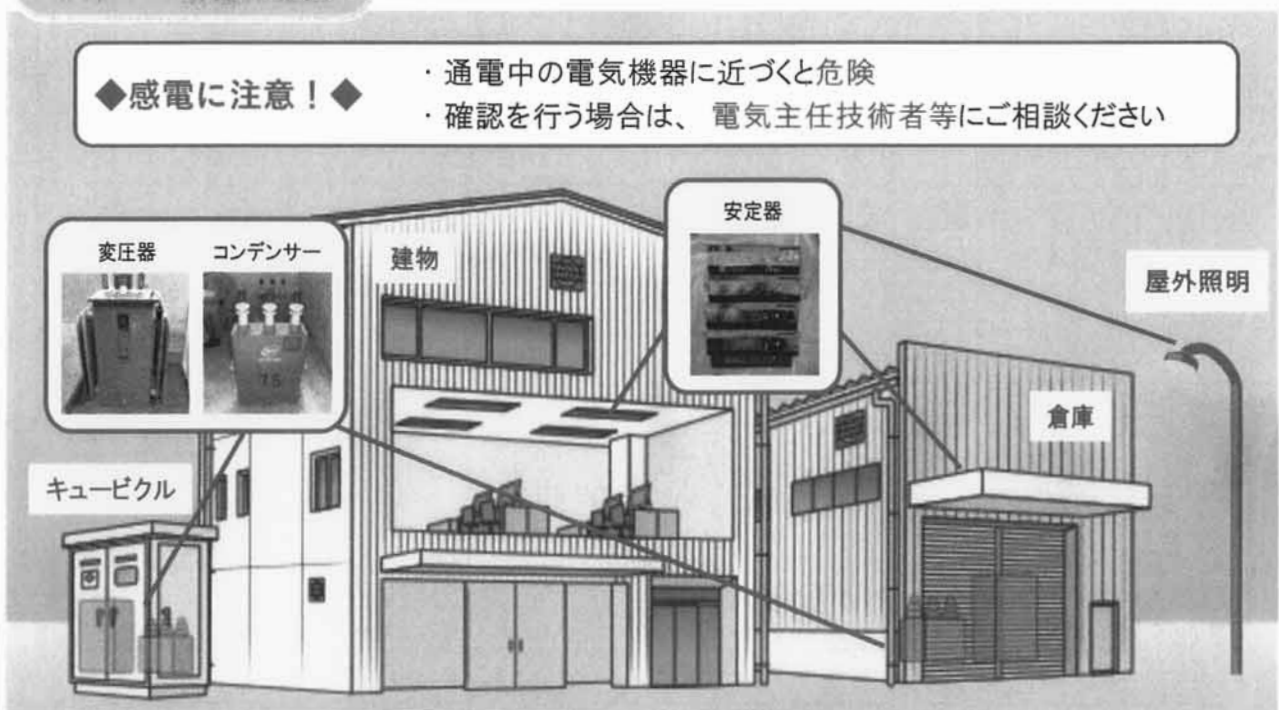 ◆感電に注意！◆
・通電中の電気機器に近づくと危険
・確認を行う場合は、 電気主任技術者等にご相談ください
変圧器
コンデンサー
75
建物
安定器
屋外照明
倉庫
キュービクル